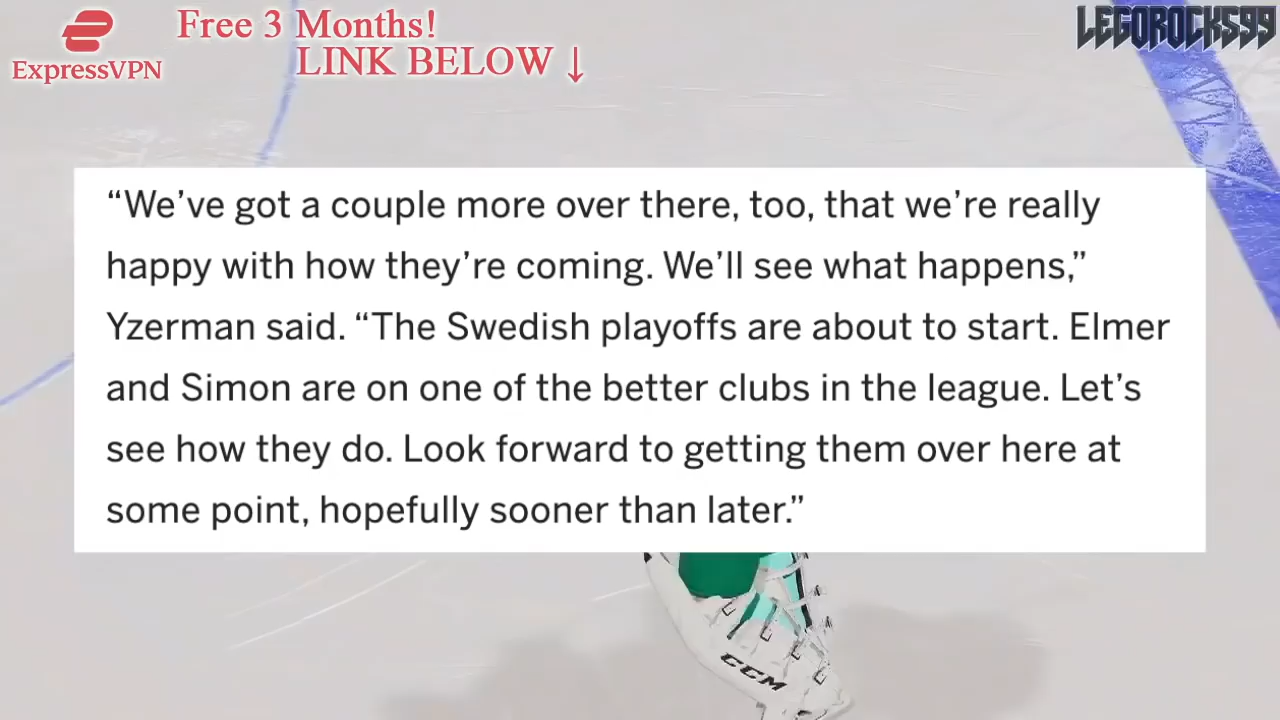 Free 3 Months!
LEGOROCKS99
ExpressVPN
LINK BELOW ↓
“We’ve got a couple more over there, too, that we’re really
happy with how they’re coming. We’ll see what happens,”
Yzerman said. “The Swedish playoffs are about to start. Elmer
and Simon are on one of the better clubs in the league. Let’s
see how they do. Look forward to getting them over here at
some point, hopefully sooner than later.”
CCM